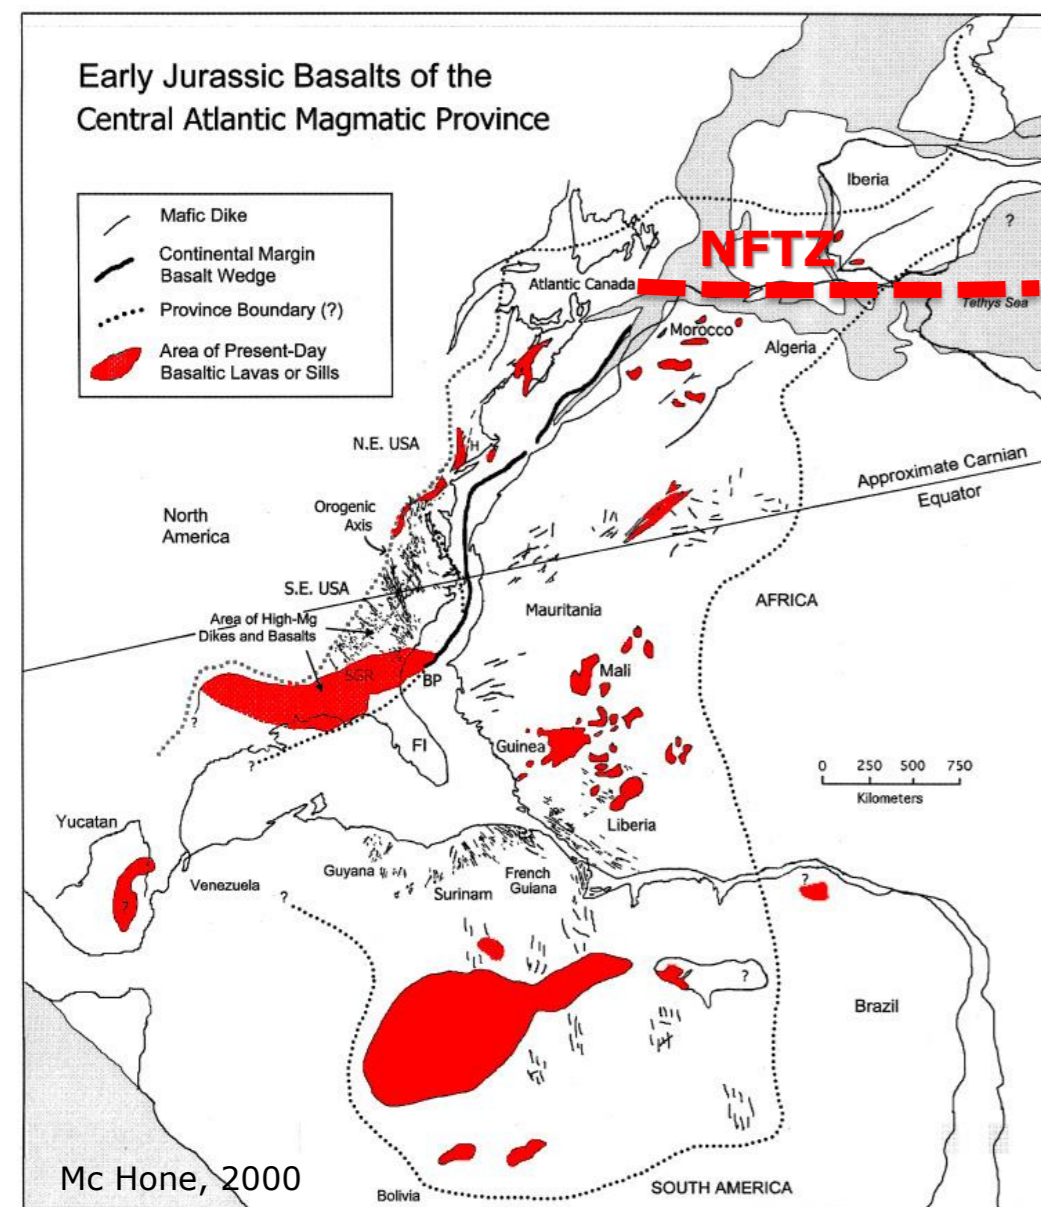 Early Jurassic Basalts of the
Central Atlantic Magmatic Province
Mafic Dike
Continental Margin
Basalt Wedge
Province Boundary (?)
Area of Present-Day
Basaltic Lavas or Sills
?
Iberia
?
NFTZ
Atlantic Canada
Tethys Sea
Morocco
Algeria
N.E. USA
H
Approximate Carnian
Equator
Orogenic
Axis
North
America
S.E. USA
Mauritania
AFRICA
Area of High-Mg
Dikes and Basalts
SGR
BP
Mali
?
FI
Guinea
?
0 250 500 750
Kilometers
Yucatan
Liberia
Guyana
French
Guiana
Venezuela
Surinam
?
?
?
?
Brazil
Mc Hone, 2000
Bolivia
SOUTH AMERICA